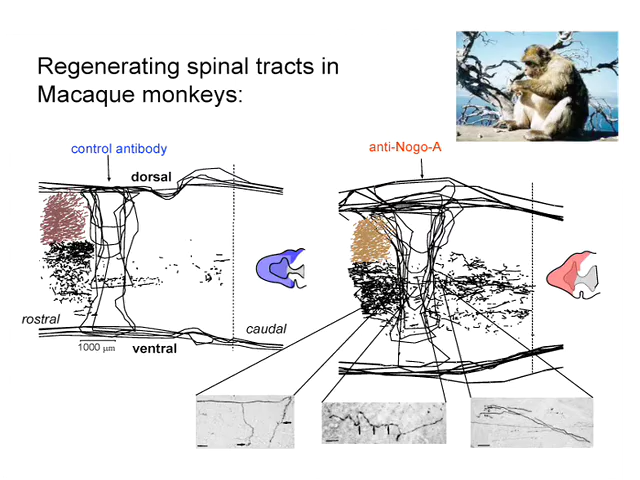 Regenerating spinal tracts in
Macaque monkeys:
control antibody
anti-Nogo-A
dorsal
rostral
caudal
1000 μm
ventral